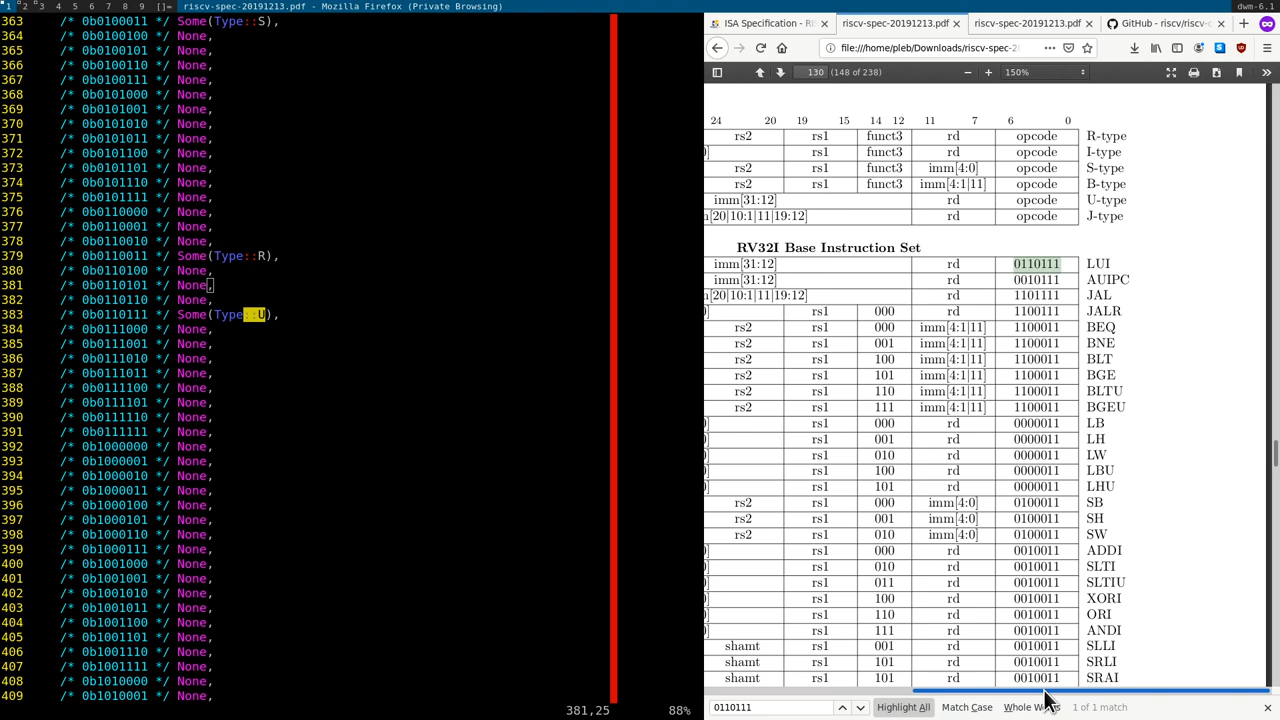 1 2 3 4 5 6 7 8 9 []= riscv-spec-20191213.pdf - Mozilla Firefox (Private Browsing) dwm-6.1
363 /* 0b0100011 */ Some(Type::S),
364 /* 0b0100100 */ None,
365 /* 0b0100101 */ None,
366 /* 0b0100110 */ None,
367 /* 0b0100111 */ None,
368 /* 0b0101000 */ None,
369 /* 0b0101001 */ None,
370 /* 0b0101010 */ None,
371 /* 0b0101011 */ None,
372 /* 0b0101100 */ None,
373 /* 0b0101101 */ None,
374 /* 0b0101110 */ None,
375 /* 0b0101111 */ None,
376 /* 0b0110000 */ None,
377 /* 0b0110001 */ None,
378 /* 0b0110010 */ None,
379 /* 0b0110011 */ Some(Type::R),
380 /* 0b0110100 */ None,
381 /* 0b0110101 */ None,
382 /* 0b0110110 */ None,
383 /* 0b0110111 */ Some(Type::U),
384 /* 0b0111000 */ None,
385 /* 0b0111001 */ None,
386 /* 0b0111010 */ None,
387 /* 0b0111011 */ None,
388 /* 0b0111100 */ None,
389 /* 0b0111101 */ None,
390 /* 0b0111110 */ None,
391 /* 0b0111111 */ None,
392 /* 0b1000000 */ None,
393 /* 0b1000001 */ None,
394 /* 0b1000010 */ None,
395 /* 0b1000011 */ None,
396 /* 0b1000100 */ None,
397 /* 0b1000101 */ None,
398 /* 0b1000110 */ None,
399 /* 0b1000111 */ None,
400 /* 0b1001000 */ None,
401 /* 0b1001001 */ None,
402 /* 0b1001010 */ None,
403 /* 0b1001011 */ None,
404 /* 0b1001100 */ None,
405 /* 0b1001101 */ None,
406 /* 0b1001110 */ None,
407 /* 0b1001111 */ None,
408 /* 0b1010000 */ None,
409 /* 0b1010001 */ None,
381,25 88%
ISA Specification - RI riscv-spec-20191213.pdf riscv-spec-20191213.pdf GitHub - riscv/riscv-c
file:///home/pleb/Downloads/riscv-spec-2
130 (148 of 238) 150%
24 20 19 15 14 12 11 7 6 0
rs2 rs1 funct3 rd opcode R-type
] rs1 funct3 rd opcode I-type
rs2 rs1 funct3 imm[4:0] opcode S-type
rs2 rs1 funct3 imm[4:1|11] opcode B-type
imm[31:12] rd opcode U-type
[20|10:1|11|19:12] rd opcode J-type
RV32I Base Instruction Set
imm[31:12] rd 0110111 LUI
imm[31:12] rd 0010111 AUIPC
[20|10:1|11|19:12] rd 1101111 JAL
] rs1 000 rd 1100111 JALR
rs2 rs1 000 imm[4:1|11] 1100011 BEQ
rs2 rs1 001 imm[4:1|11] 1100011 BNE
rs2 rs1 100 imm[4:1|11] 1100011 BLT
rs2 rs1 101 imm[4:1|11] 1100011 BGE
rs2 rs1 110 imm[4:1|11] 1100011 BLTU
rs2 rs1 111 imm[4:1|11] 1100011 BGEU
] rs1 000 rd 0000011 LB
] rs1 001 rd 0000011 LH
] rs1 010 rd 0000011 LW
] rs1 100 rd 0000011 LBU
] rs1 101 rd 0000011 LHU
rs2 rs1 000 imm[4:0] 0100011 SB
rs2 rs1 001 imm[4:0] 0100011 SH
rs2 rs1 010 imm[4:0] 0100011 SW
] rs1 000 rd 0010011 ADDI
] rs1 010 rd 0010011 SLTI
] rs1 011 rd 0010011 SLTIU
] rs1 100 rd 0010011 XORI
] rs1 110 rd 0010011 ORI
] rs1 111 rd 0010011 ANDI
shamt rs1 001 rd 0010011 SLLI
shamt rs1 101 rd 0010011 SRLI
shamt rs1 101 rd 0010011 SRAI
0110111 Highlight All Match Case Whole 1 of 1 match